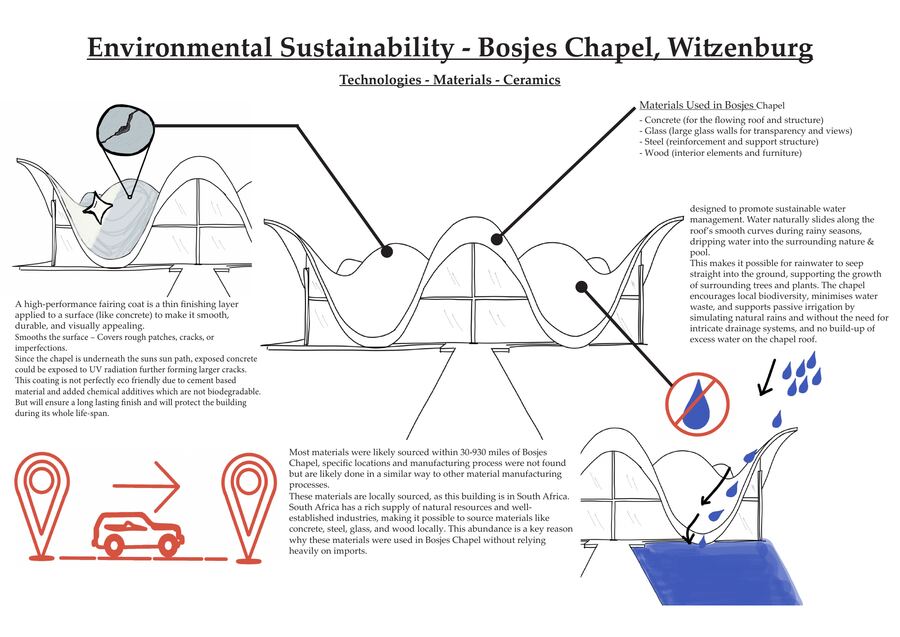 Environmental Sustainability - Bosjes Chapel, Witzenburg
Technologies - Materials - Ceramics
Materials Used in Bosjes Chapel
- Concrete (for the flowing roof and structure)
- Glass (large glass walls for transparency and views)
- Steel (reinforcement and support structure)
- Wood (interior elements and furniture)
designed to promote sustainable water
management. Water naturally slides along the
roof's smooth curves during rainy seasons,
dripping water into the surrounding nature &
pool.
This makes it possible for rainwater to seep
straight into the ground, supporting the growth
of surrounding trees and plants. The chapel
encourages local biodiversity, minimises water
waste, and supports passive irrigation by
simulating natural rains and without the need for
intricate drainage systems, and no build-up of
excess water on the chapel roof.
A high-performance fairing coat is a thin finishing layer
applied to a surface (like concrete) to make it smooth,
durable, and visually appealing.
Smooths the surface – Covers rough patches, cracks, or
imperfections.
Since the chapel is underneath the suns sun path, exposed concrete
could be exposed to UV radiation further forming larger cracks.
This coating is not perfectly eco friendly due to cement based
material and added chemical additives which are not biodegradable.
But will ensure a long lasting finish and will protect the building
during its whole life-span.
Most materials were likely sourced within 30-930 miles of Bosjes
Chapel, specific locations and manufacturing process were not found
but are likely done in a similar way to other material manufacturing
processes.
These materials are locally sourced, as this building is in South Africa.
South Africa has a rich supply of natural resources and well-
established industries, making it possible to source materials like
concrete, steel, glass, and wood locally. This abundance is a key reason
why these materials were used in Bosjes Chapel without relying
heavily on imports.